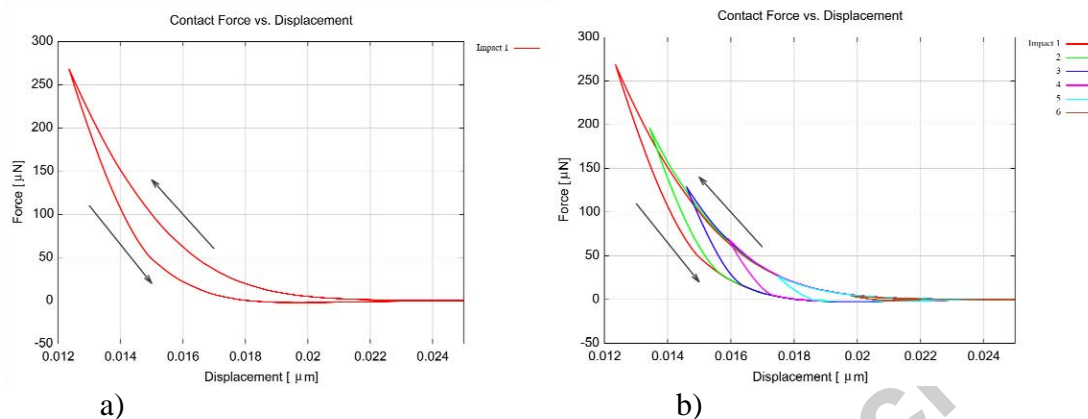 Contact Force vs. Displacement
Impact 1
300
250
200
150
100
50
0
-50
Force [ μN ]
0.012 0.014 0.016 0.018 0.02 0.022 0.024
Displacement [ μm ]
a)
Contact Force vs. Displacement
Impact 1
2
3
4
5
6
300
250
200
150
100
50
0
-50
Force [ μN ]
0.012 0.014 0.016 0.018 0.02 0.022 0.024
Displacement [ μm ]
b)